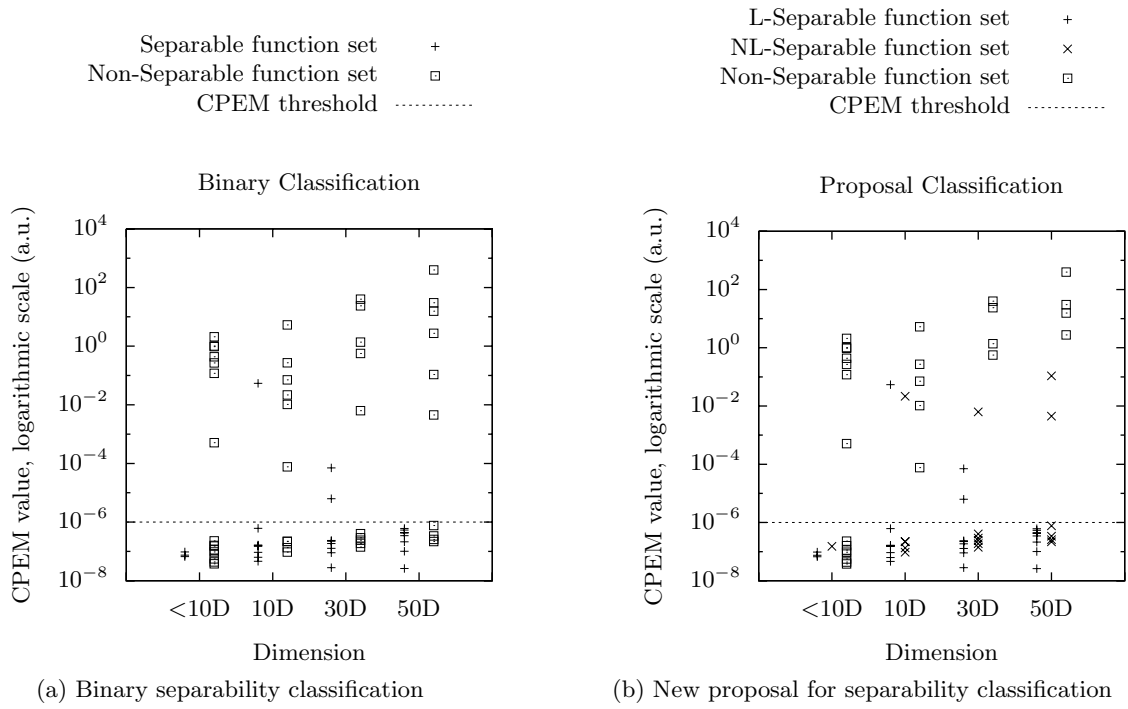 Separable function set
Non-Separable function set
CPEM threshold
Binary Classification
CPEM value, logarithmic scale (a.u.)
10^4
10^2
10^0
10^-2
10^-4
10^-6
10^-8
<10D 10D 30D 50D
Dimension
(a) Binary separability classification
L-Separable function set
NL-Separable function set
Non-Separable function set
CPEM threshold
Proposal Classification
CPEM value, logarithmic scale (a.u.)
10^4
10^2
10^0
10^-2
10^-4
10^-6
10^-8
<10D 10D 30D 50D
Dimension
(b) New proposal for separability classification